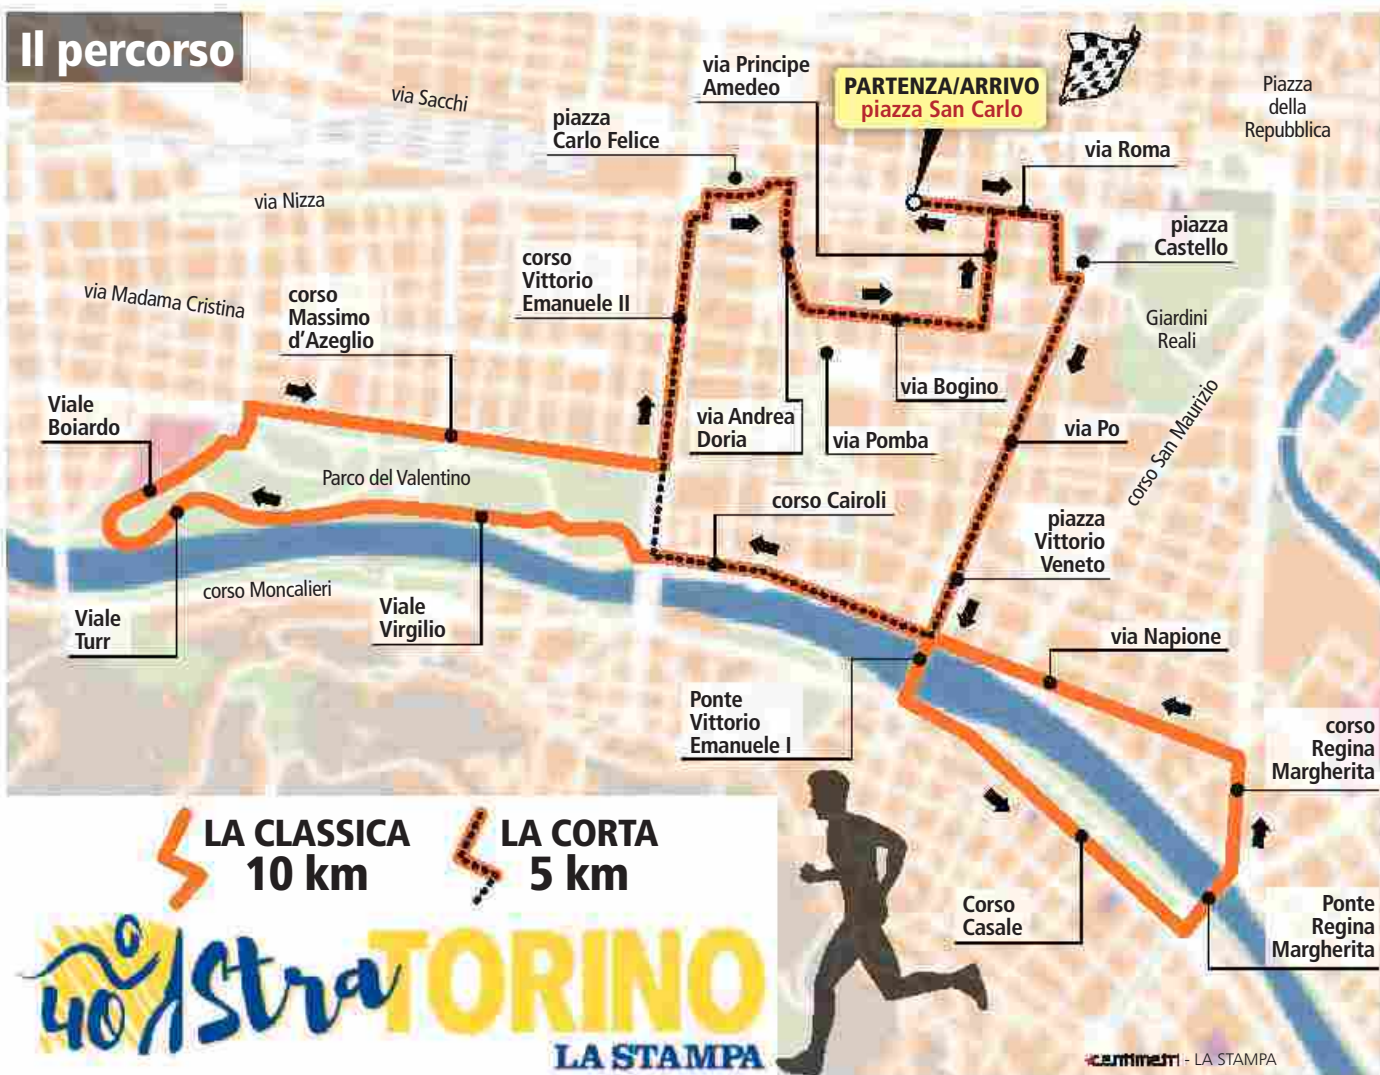 Il percorso
via Sacchi
piazza
Carlo Felice
via Principe
Amedeo
PARTENZA/ARRIVO
piazza San Carlo
via Roma
Piazza
della
Repubblica
piazza
Castello
via Nizza
via Madama Cristina
corso
Massimo
d'Azeglio
corso
Vittorio
Emanuele II
Giardini
Reali
corso San Maurizio
Viale
Boiardo
via Andrea
Doria
via Pomba
via Bogino
via Po
Parco del Valentino
corso Cairoli
piazza
Vittorio
Veneto
corso Moncalieri
Viale
Turr
Viale
Virgilio
via Napione
Ponte
Vittorio
Emanuele I
corso
Regina
Margherita
Corso
Casale
Ponte
Regina
Margherita
LA CLASSICA
10 km
LA CORTA
5 km
40 Stra TORINO
LA STAMPA
centimetri - LA STAMPA